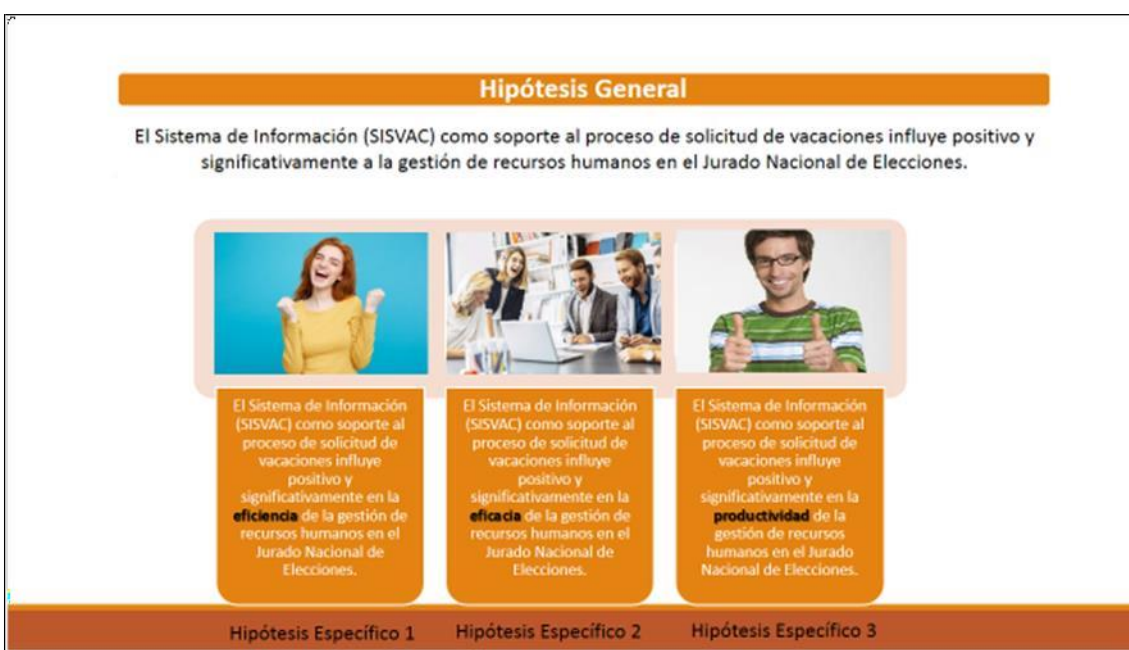 Hipótesis General
El Sistema de Información (SISVAC) como soporte al proceso de solicitud de vacaciones influye positivo y
significativamente a la gestión de recursos humanos en el Jurado Nacional de Elecciones.
El Sistema de Información
(SISVAC) como soporte al
proceso de solicitud de
vacaciones influye
positivo y
significativamente en la
eficiencia de la gestión de
recursos humanos en el
Jurado Nacional de
Elecciones.
El Sistema de Información
(SISVAC) como soporte al
proceso de solicitud de
vacaciones influye
positivo y
significativamente en la
eficacia de la gestión de
recursos humanos en el
Jurado Nacional de
Elecciones.
El Sistema de Información
(SISVAC) como soporte al
proceso de solicitud de
vacaciones influye
positivo y
significativamente en la
productividad de la
gestión de recursos
humanos en el Jurado
Nacional de Elecciones.
Hipótesis Específico 1
Hipótesis Específico 2
Hipótesis Específico 3